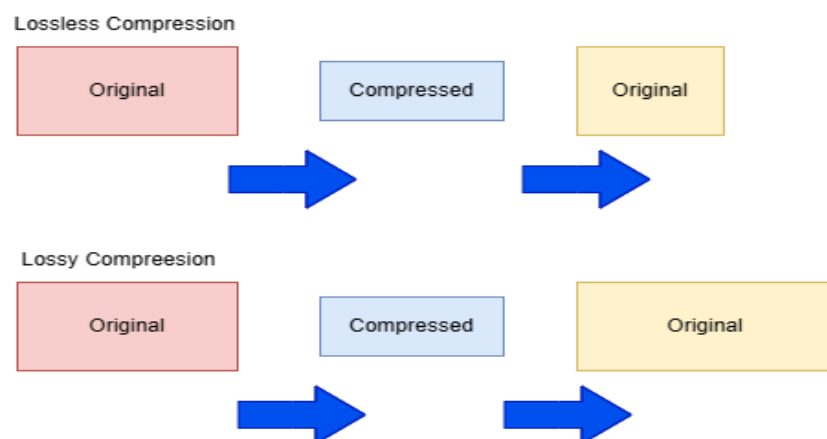 Lossless Compression
Original
Compressed
Original
Lossy Compreesion
Original
Compressed
Original